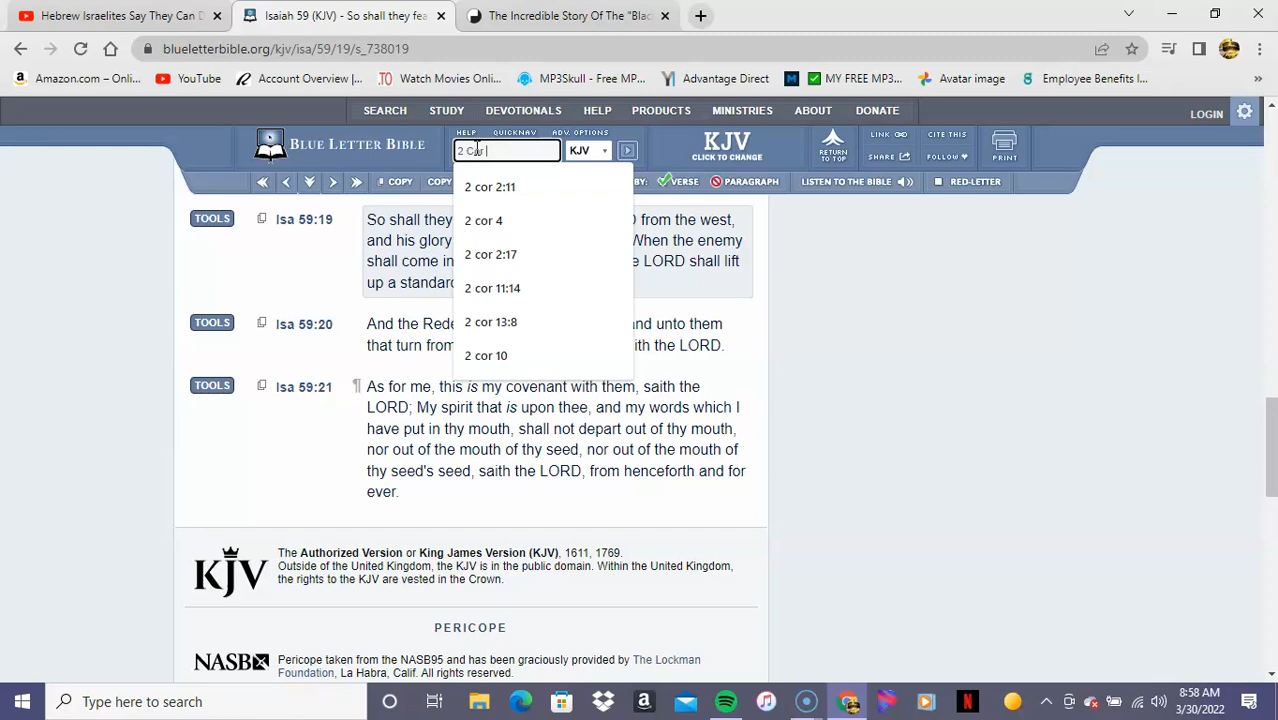 Hebrew Israelites Say They Can D
Isaiah 59 (KJV) - So shall they fea
The Incredible Story Of The "Blac
blueletterbible.org/kjv/isa/59/19/s_738019
Amazon.com – Onli...
YouTube
Account Overview |...
Watch Movies Onlin...
MP3Skull - Free MP...
Advantage Direct
MY FREE MP3...
Avatar image
Employee Benefits I...
»
SEARCH
STUDY
DEVOTIONALS
HELP
PRODUCTS
MINISTRIES
ABOUT
DONATE
LOGIN
HELP
QUICKNAV
ADV. OPTIONS
BLUE LETTER BIBLE
2 Cor
KJV
KJV
CLICK TO CHANGE
RETURN
TO TOP
LINK
SHARE
CITE THIS
FOLLOW
PRINT
COPY
COPY
BY:
VERSE
PARAGRAPH
LISTEN TO THE BIBLE
RED-LETTER
2 cor 2:11
2 cor 4
2 cor 2:17
2 cor 11:14
2 cor 13:8
2 cor 10
TOOLS
Isa 59:19
So shall they D from the west,
and his glory When the enemy
shall come in e LORD shall lift
up a standar
TOOLS
Isa 59:20
And the Rede and unto them
that turn from ith the LORD.
TOOLS
Isa 59:21
¶ As for me, this is my covenant with them, saith the
LORD; My spirit that is upon thee, and my words which I
have put in thy mouth, shall not depart out of thy mouth,
nor out of the mouth of thy seed, nor out of the mouth of
thy seed's seed, saith the LORD, from henceforth and for
ever.
KJV
The Authorized Version or King James Version (KJV), 1611, 1769.
Outside of the United Kingdom, the KJV is in the public domain. Within the United Kingdom,
the rights to the KJV are vested in the Crown.
PERICOPE
NASB
Pericope taken from the NASB95 and has been graciously provided by The Lockman
Foundation, La Habra, Calif. All rights reserved.
Type here to search
8:58 AM
3/30/2022